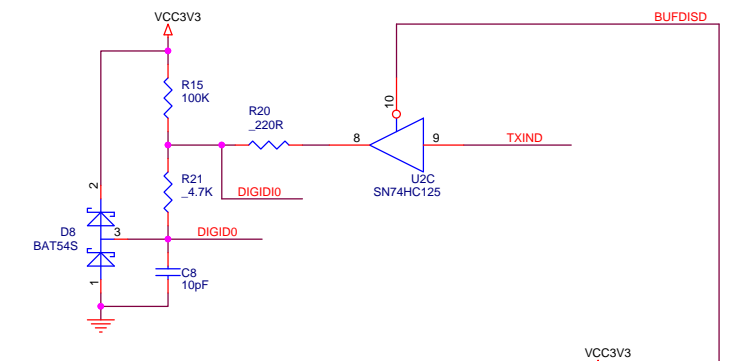 VCC3V3
BUFDISD
R15
100K
10
R20
_220R
8
9
TXIND
R21
_4.7K
U2C
SN74HC125
2
DIGIDI0
D8
BAT54S
3
DIGID0
C8
10pF
1
VCC3V3